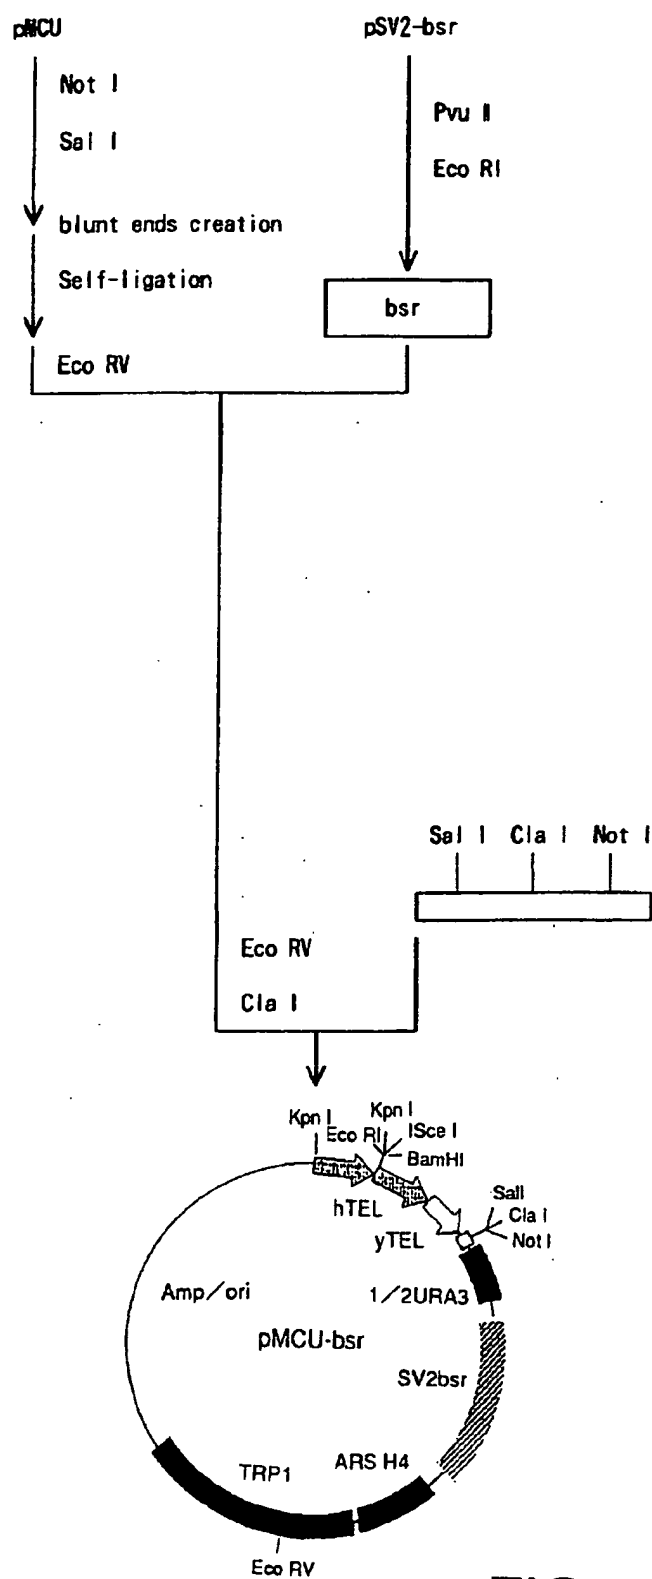 pMCU
pSV2-bsr
Not I
Sal I
Pvu II
Eco RI
blunt ends creation
Self-ligation
bsr
Eco RV
Sal I Cla I Not I
Eco RV
Cla I
Kpn I
Kpn I
Eco RI
ISce I
BamHI
hTEL
SalI
Cla I
Not I
yTEL
Amp/ori
1/2URA3
pMCU-bsr
SV2bsr
TRP1
ARS H4
Eco RV